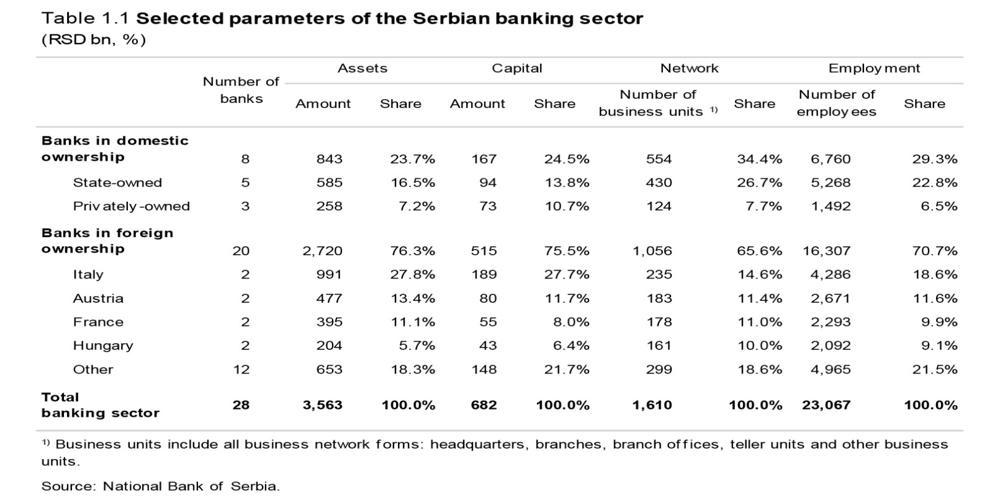 Table 1.1 Selected parameters of the Serbian banking sector
(RSD bn, %)
Assets Capital Network Employment
Number of banks Amount Share Amount Share Number of business units ¹⁾ Share Number of employees Share
Banks in domestic
ownership 8 843 23.7% 167 24.5% 554 34.4% 6,760 29.3%
State-owned 5 585 16.5% 94 13.8% 430 26.7% 5,268 22.8%
Privately-owned 3 258 7.2% 73 10.7% 124 7.7% 1,492 6.5%
Banks in foreign
ownership 20 2,720 76.3% 515 75.5% 1,056 65.6% 16,307 70.7%
Italy 2 991 27.8% 189 27.7% 235 14.6% 4,286 18.6%
Austria 2 477 13.4% 80 11.7% 183 11.4% 2,671 11.6%
France 2 395 11.1% 55 8.0% 178 11.0% 2,293 9.9%
Hungary 2 204 5.7% 43 6.4% 161 10.0% 2,092 9.1%
Other 12 653 18.3% 148 21.7% 299 18.6% 4,965 21.5%
Total
banking sector 28 3,563 100.0% 682 100.0% 1,610 100.0% 23,067 100.0%
¹⁾ Business units include all business network forms: headquarters, branches, branch offices, teller units and other business
units.
Source: National Bank of Serbia.